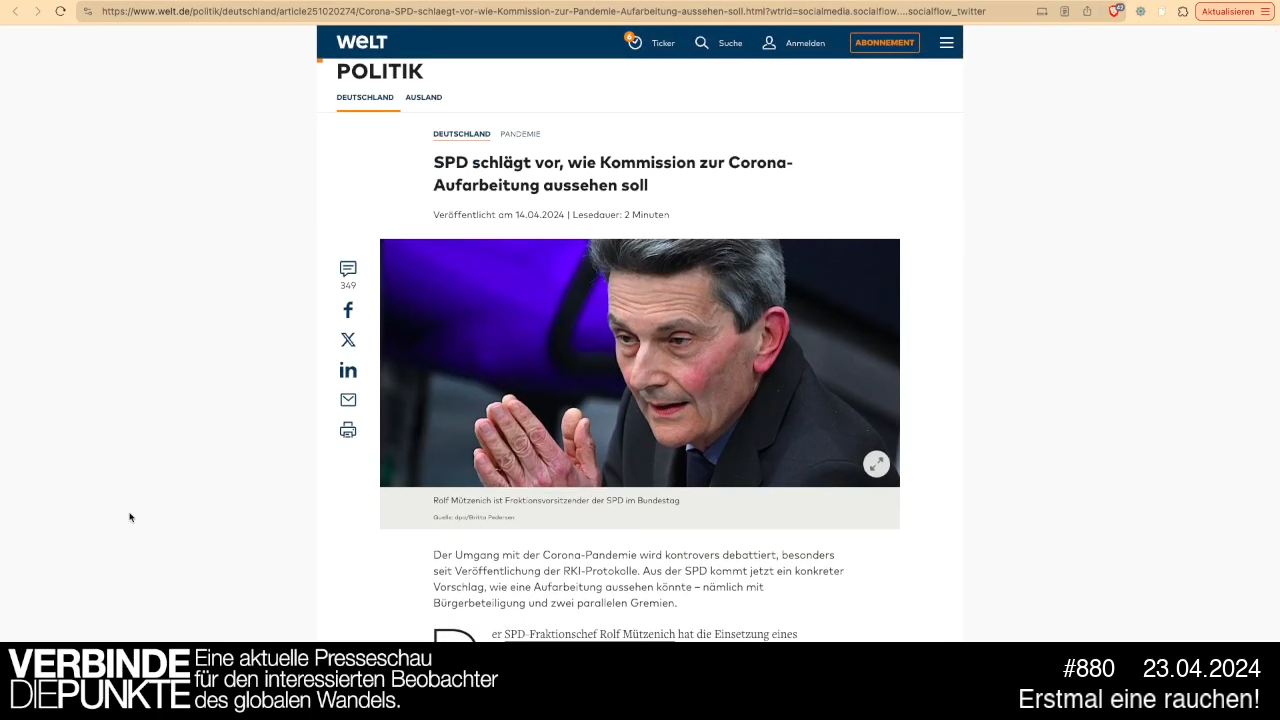 https://www.welt.de/politik/deutschland/article251020274/Corona-SPD-schlaegt-vor-wie-Kommission-zur-Aufarbeitung-aussehen-soll.html?wtrid=socialmedia.socialflow....socialflow_twitter
Aktualisieren
WELT
Ticker
Suche
Anmelden
ABONNEMENT
POLITIK
DEUTSCHLAND AUSLAND
DEUTSCHLAND PANDEMIE
SPD schlägt vor, wie Kommission zur Corona-
Aufarbeitung aussehen soll
Veröffentlicht am 14.04.2024 | Lesedauer: 2 Minuten
349
Rolf Mützenich ist Fraktionsvorsitzender der SPD im Bundestag
Quelle: dpa/Britta Pedersen
Der Umgang mit der Corona-Pandemie wird kontrovers debattiert, besonders
seit Veröffentlichung der RKI-Protokolle. Aus der SPD kommt jetzt ein konkreter
Vorschlag, wie eine Aufarbeitung aussehen könnte – nämlich mit
Bürgerbeteiligung und zwei parallelen Gremien.
er SPD-Fraktionschef Rolf Mützenich hat die Einsetzung eines
VERBINDE
DIEPUNKTE
Eine aktuelle Presseschau
für den interessierten Beobachter
des globalen Wandels.
#880 23.04.2024
Erstmal eine rauchen!